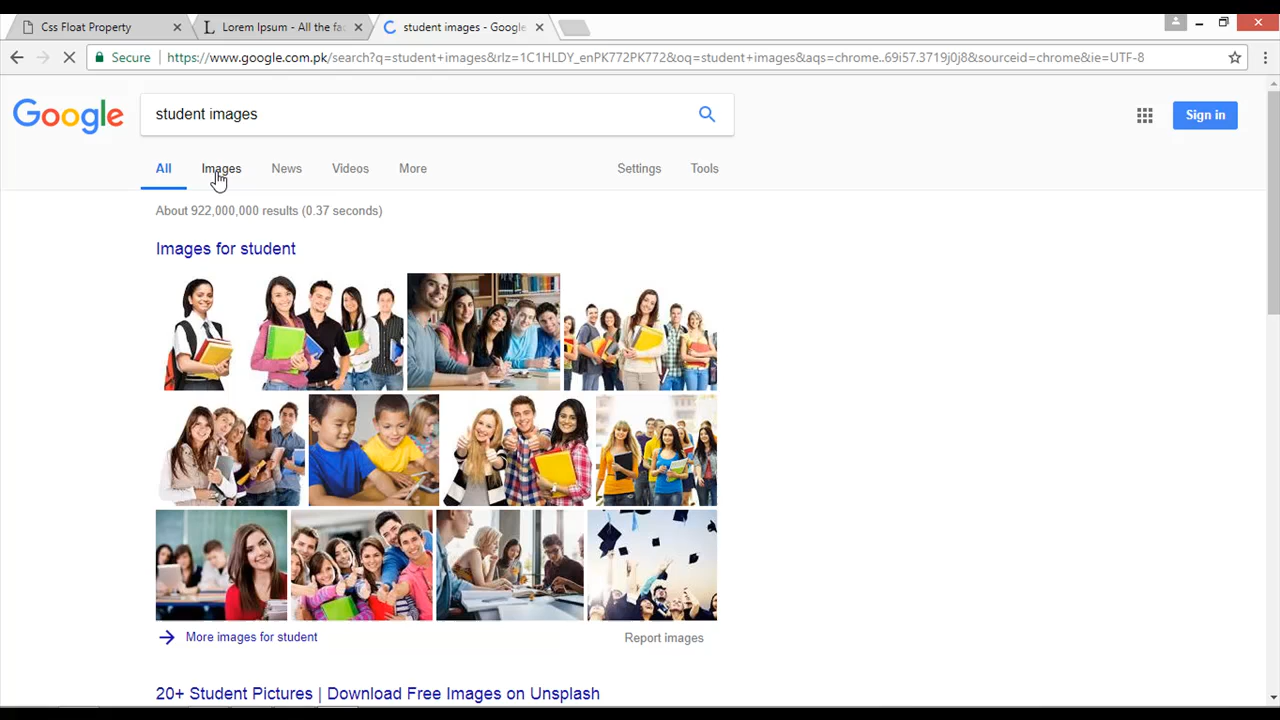 Css Float Property
Lorem Ipsum - All the fac
student images - Google
Secure
https://www.google.com.pk/search?q=student+images&rlz=1C1HLDY_enPK772PK772&oq=student+images&aqs=chrome..69i57.3719j0j8&sourceid=chrome&ie=UTF-8
Google
student images
Sign in
All
Images
News
Videos
More
Settings
Tools
About 922,000,000 results (0.37 seconds)
Images for student
More images for student
Report images
20+ Student Pictures | Download Free Images on Unsplash